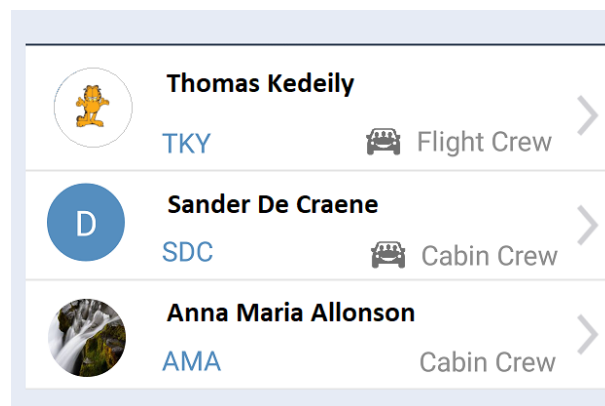 Thomas Kedeily
TKY Flight Crew
D
Sander De Craene
SDC Cabin Crew
Anna Maria Allonson
AMA Cabin Crew